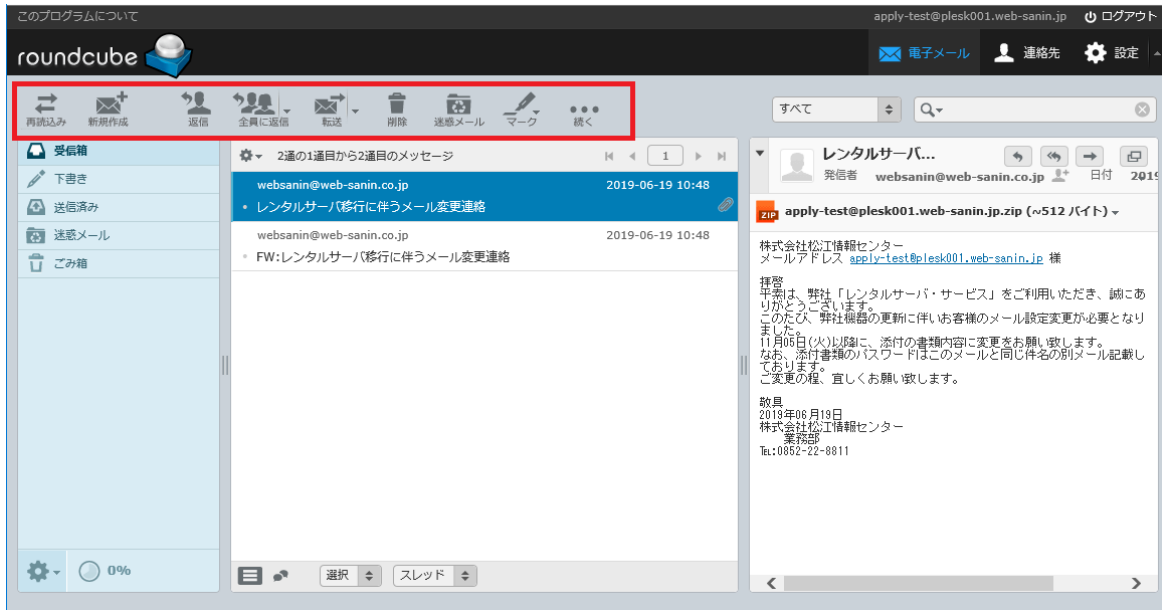 このプログラムについて
apply-test@plesk001.web-sanin.jp ログアウト
roundcube
電子メール 連絡先 設定
再読込み 新規作成 返信 全員に返信 転送 削除 迷惑メール マーク 続く
すべて
受信箱
下書き
送信済み
迷惑メール
ごみ箱
0%
2通の1通目から2通目のメッセージ
1
websanin@web-sanin.co.jp 2019-06-19 10:48
レンタルサーバ移行に伴うメール変更連絡
websanin@web-sanin.co.jp 2019-06-19 10:48
FW:レンタルサーバ移行に伴うメール変更連絡
選択 スレッド
レンタルサーバ...
発信者 websanin@web-sanin.co.jp 日付 2019
ZIP apply-test@plesk001.web-sanin.jp.zip (~512 バイト)
株式会社松江情報センター
メールアドレス apply-test@plesk001.web-sanin.jp 様
拝啓
平素は、弊社「レンタルサーバ・サービス」をご利用いただき、誠にあ
りがとうございます。
このたび、弊社機器の更新に伴いお客様のメール設定変更が必要となり
ました。
11月05日(火)以降に、添付の書類内容に変更をお願い致します。
なお、添付書類のパスワードはこのメールと同じ件名の別メール記載し
ております。
ご変更の程、宜しくお願い致します。
敬具
2019年06月19日
株式会社松江情報センター
業務部
℡:0852-22-8811